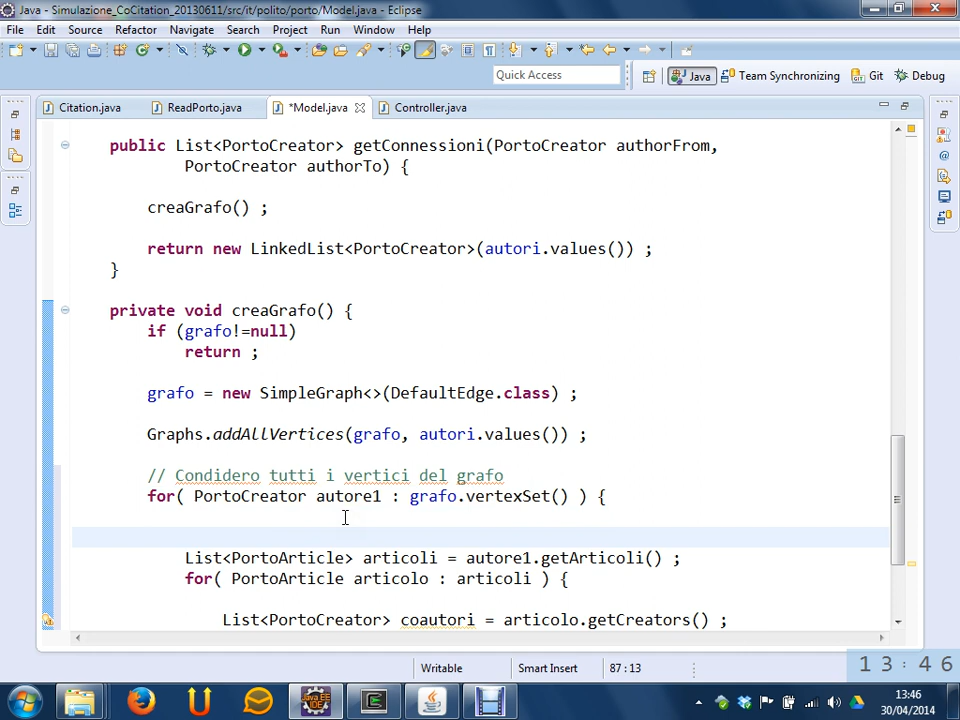 Java - Simulazione_CoCitation_20130611/src/it/polito/porto/Model.java - Eclipse
File Edit Source Refactor Navigate Search Project Run Window Help
Quick Access
Java Team Synchronizing Git Debug
Citation.java ReadPorto.java *Model.java Controller.java
public List<PortoCreator> getConnessioni(PortoCreator authorFrom,
PortoCreator authorTo) {
creaGrafo() ;
return new LinkedList<PortoCreator>(autori.values()) ;
}
private void creaGrafo() {
if (grafo!=null)
return ;
grafo = new SimpleGraph<>(DefaultEdge.class) ;
Graphs.addAllVertices(grafo, autori.values()) ;
// Condidero tutti i vertici del grafo
for( PortoCreator autore1 : grafo.vertexSet() ) {
List<PortoArticle> articoli = autore1.getArticoli() ;
for( PortoArticle articolo : articoli ) {
List<PortoCreator> coautori = articolo.getCreators() ;
Writable Smart Insert 87 : 13
13:46
13:46
30/04/2014